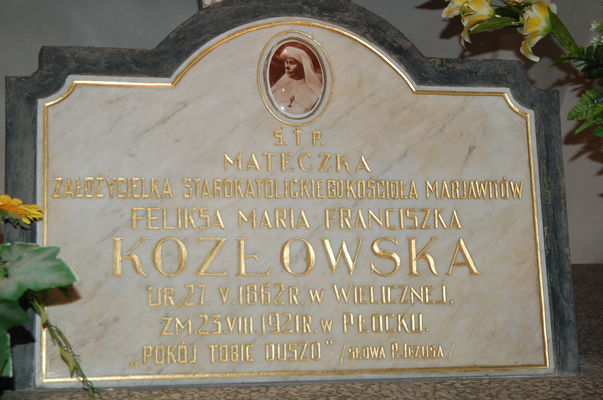 Ś.†P.
MATECZKA
ZAŁOŻYCIELKA STAROKATOLICKIEGO KOŚCIOŁA MARJAWITÓW
FELIKSA MARIA FRANCISZKA
KOZŁOWSKA
UR. 27. V. 1862 R. W WIELICZNEJ.
ZM. 23. VIII. 1921 R. W PŁOCKU.
„POKÓJ TOBIE DUSZO" /SŁOWA P. JEZUSA/